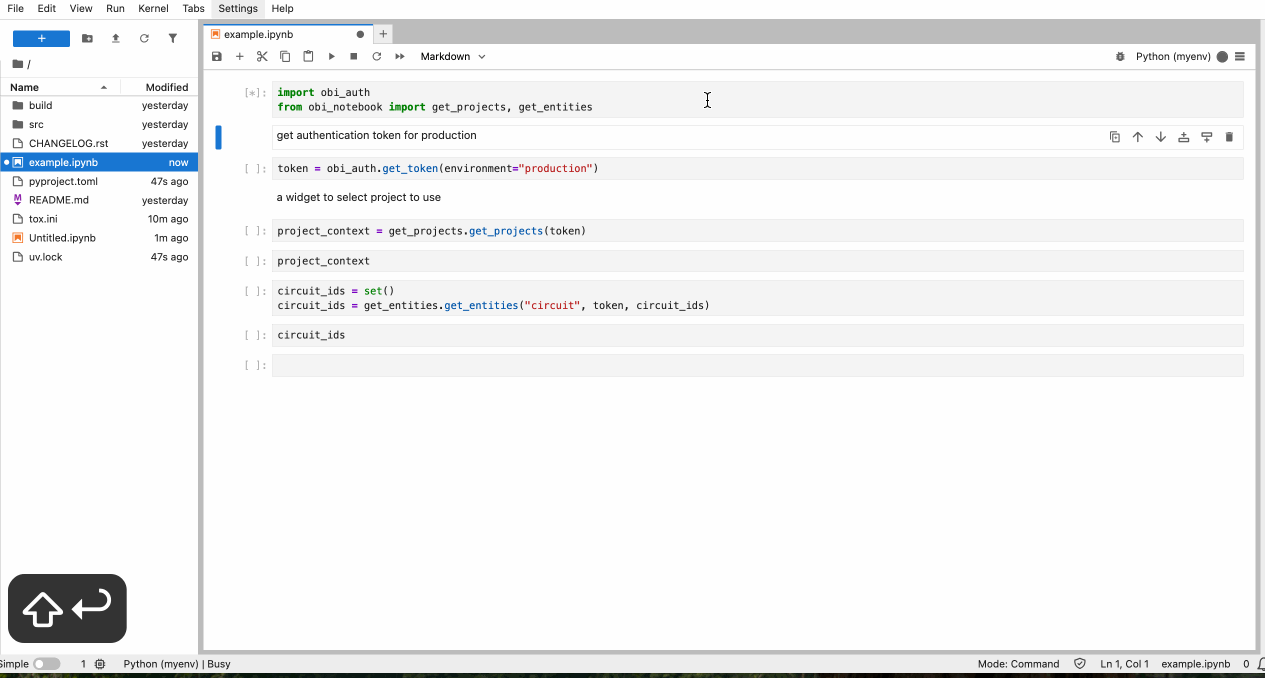 File Edit View Run Kernel Tabs Settings Help
example.ipynb
Markdown
Python (myenv)
/
Name Modified
build yesterday
src yesterday
CHANGELOG.rst yesterday
example.ipynb now
pyproject.toml 47s ago
README.md yesterday
tox.ini 10m ago
Untitled.ipynb 1m ago
uv.lock 47s ago
[*]: import obi_auth
from obi_notebook import get_projects, get_entities
get authentication token for production
[ ]: token = obi_auth.get_token(environment="production")
a widget to select project to use
[ ]: project_context = get_projects.get_projects(token)
[ ]: project_context
[ ]: circuit_ids = set()
circuit_ids = get_entities.get_entities("circuit", token, circuit_ids)
[ ]: circuit_ids
[ ]:
Simple 1 Python (myenv) | Busy Mode: Command Ln 1, Col 1 example.ipynb 0